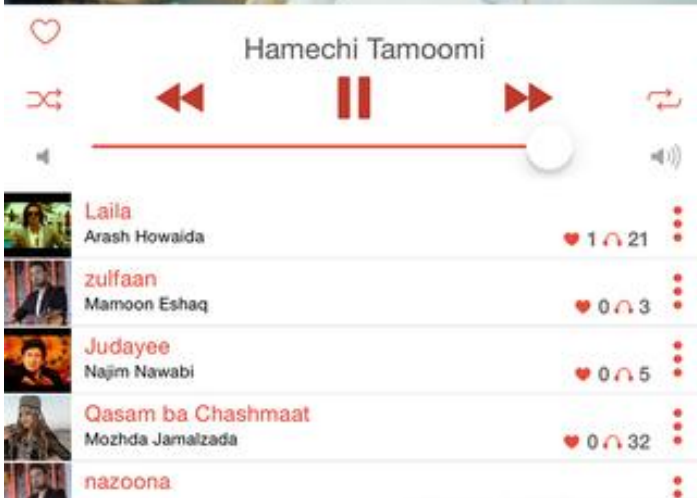 Hamechi Tamoomi
Laila
Arash Howaida
1 21
zulfaan
Mamoon Eshaq
0 3
Judayee
Najim Nawabi
0 5
Qasam ba Chashmaat
Mozhda Jamalzada
0 32
nazoona